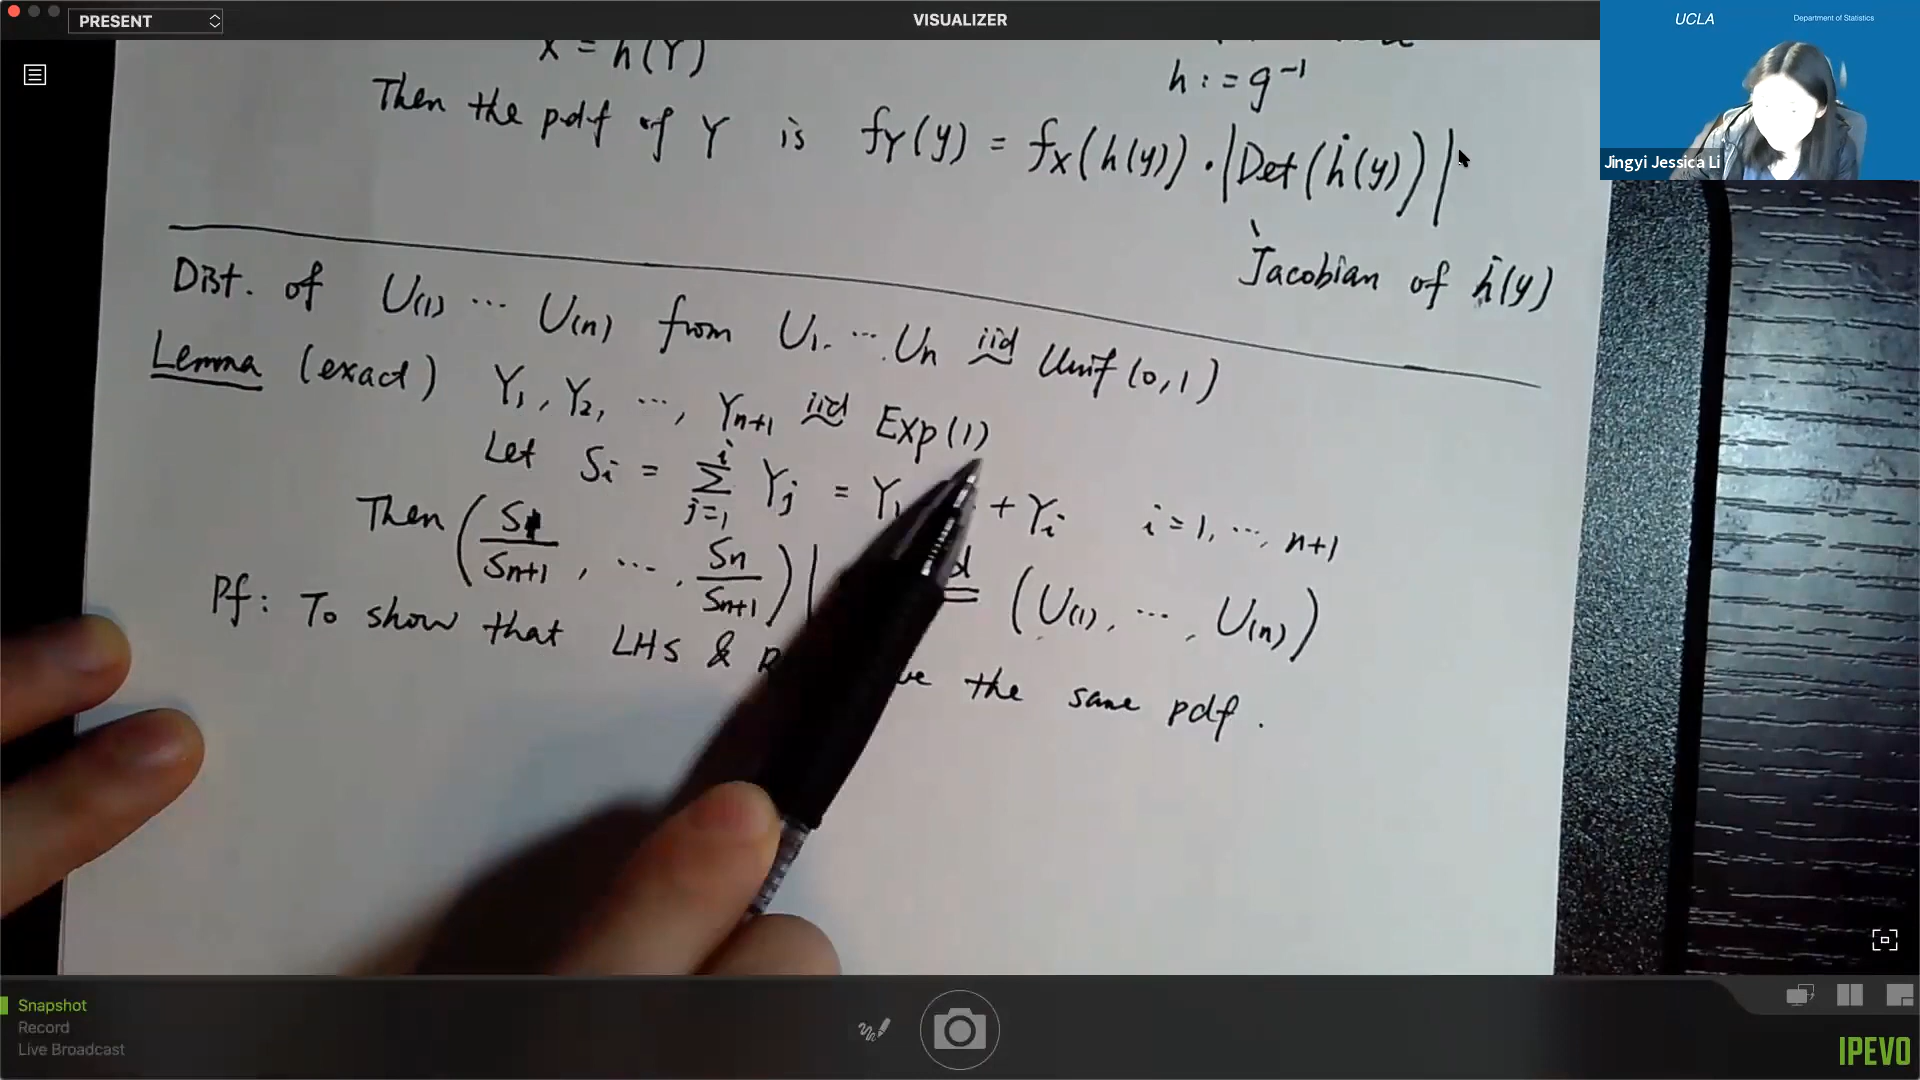 PRESENT
VISUALIZER
UCLA
Department of Statistics
Jingyi Jessica Li
X = h(Y)
h := g⁻¹
Then the pdf of Y is f_Y(y) = f_X(h(y)) · |Det(ḣ(y))|
Jacobian of h(y)
Dist. of U(1) ... U(n) from U1, ... Un iid Unif (0,1)
Lemma (exact) Y1, Y2, ..., Yn+1 iid Exp(1)
Let Si = Σ_{j=1}^{i} Yj = Y1 + Yi i=1, ..., n+1
Then (S1/Sn+1, ..., Sn/Sn+1) | d= (U(1), ..., U(n))
Pf: To show that LHS & the same pdf.
Snapshot
Record
Live Broadcast
IPEVO